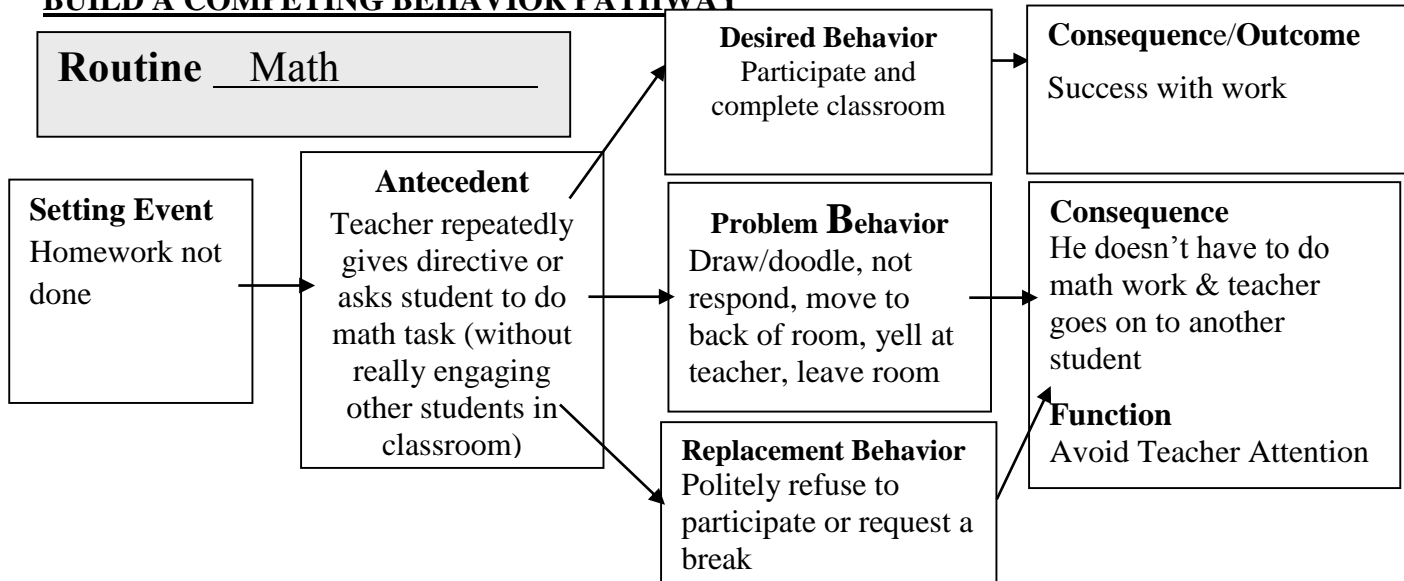 BUILD A COMPETING BEHAVIOR PATHWAY
Routine Math
Setting Event
Homework not
done
Antecedent
Teacher repeatedly
gives directive or
asks student to do
math task (without
really engaging
other students in
classroom)
Desired Behavior
Participate and
complete classroom
Consequence/Outcome
Success with work
Problem Behavior
Draw/doodle, not
respond, move to
back of room, yell at
teacher, leave room
Consequence
He doesn’t have to do
math work & teacher
goes on to another
student
Function
Avoid Teacher Attention
Replacement Behavior
Politely refuse to
participate or request a
break